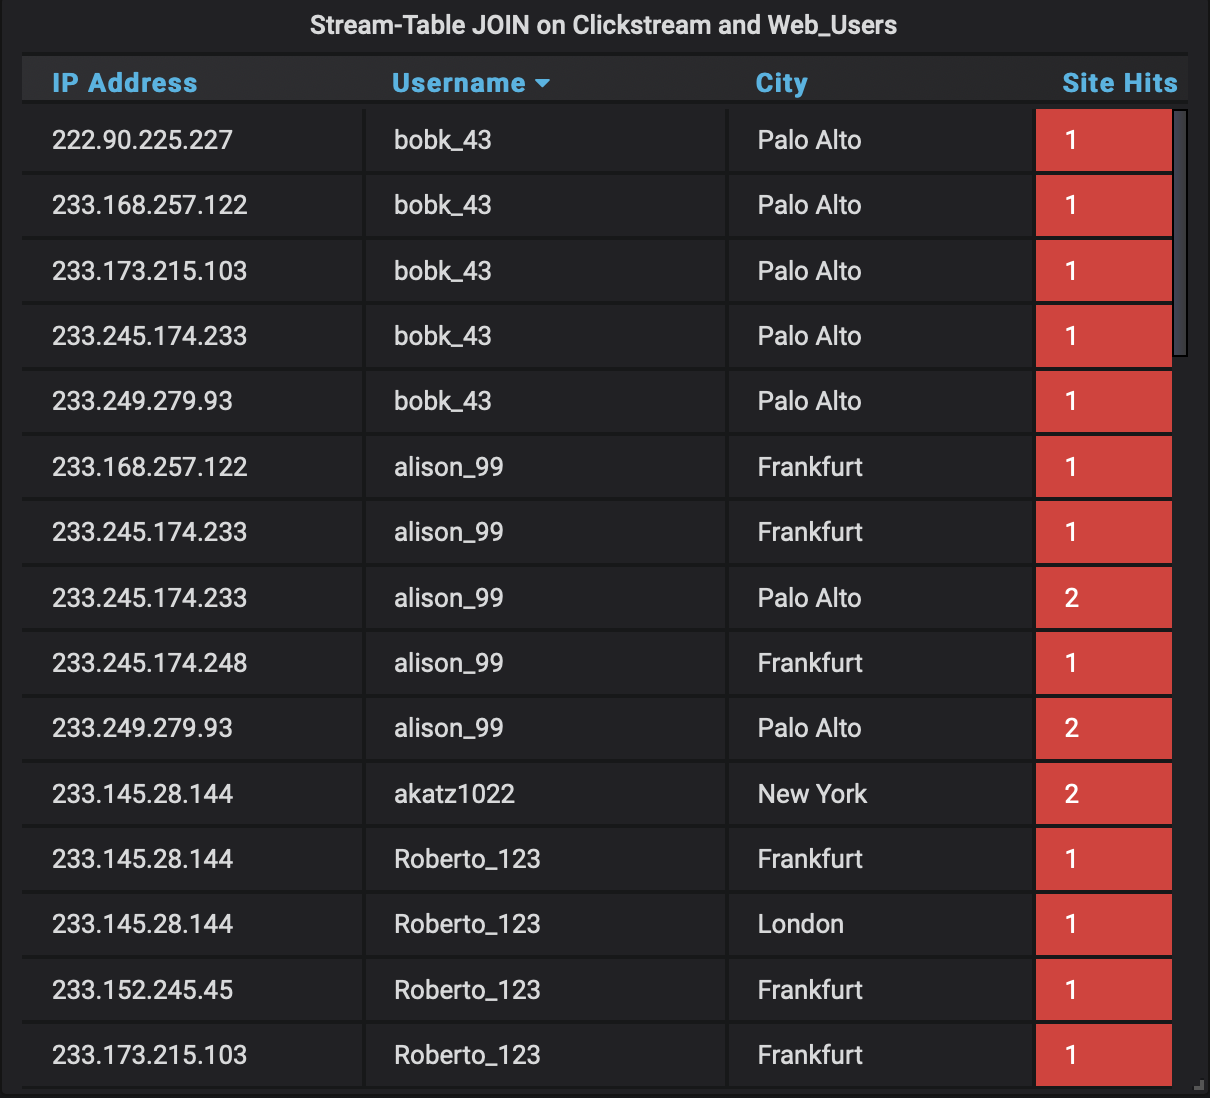 Stream-Table JOIN on Clickstream and Web_Users
IP Address Username City Site Hits
222.90.225.227 bobk_43 Palo Alto 1
233.168.257.122 bobk_43 Palo Alto 1
233.173.215.103 bobk_43 Palo Alto 1
233.245.174.233 bobk_43 Palo Alto 1
233.249.279.93 bobk_43 Palo Alto 1
233.168.257.122 alison_99 Frankfurt 1
233.245.174.233 alison_99 Frankfurt 1
233.245.174.233 alison_99 Palo Alto 2
233.245.174.248 alison_99 Frankfurt 1
233.249.279.93 alison_99 Palo Alto 2
233.145.28.144 akatz1022 New York 2
233.145.28.144 Roberto_123 Frankfurt 1
233.145.28.144 Roberto_123 London 1
233.152.245.45 Roberto_123 Frankfurt 1
233.173.215.103 Roberto_123 Frankfurt 1